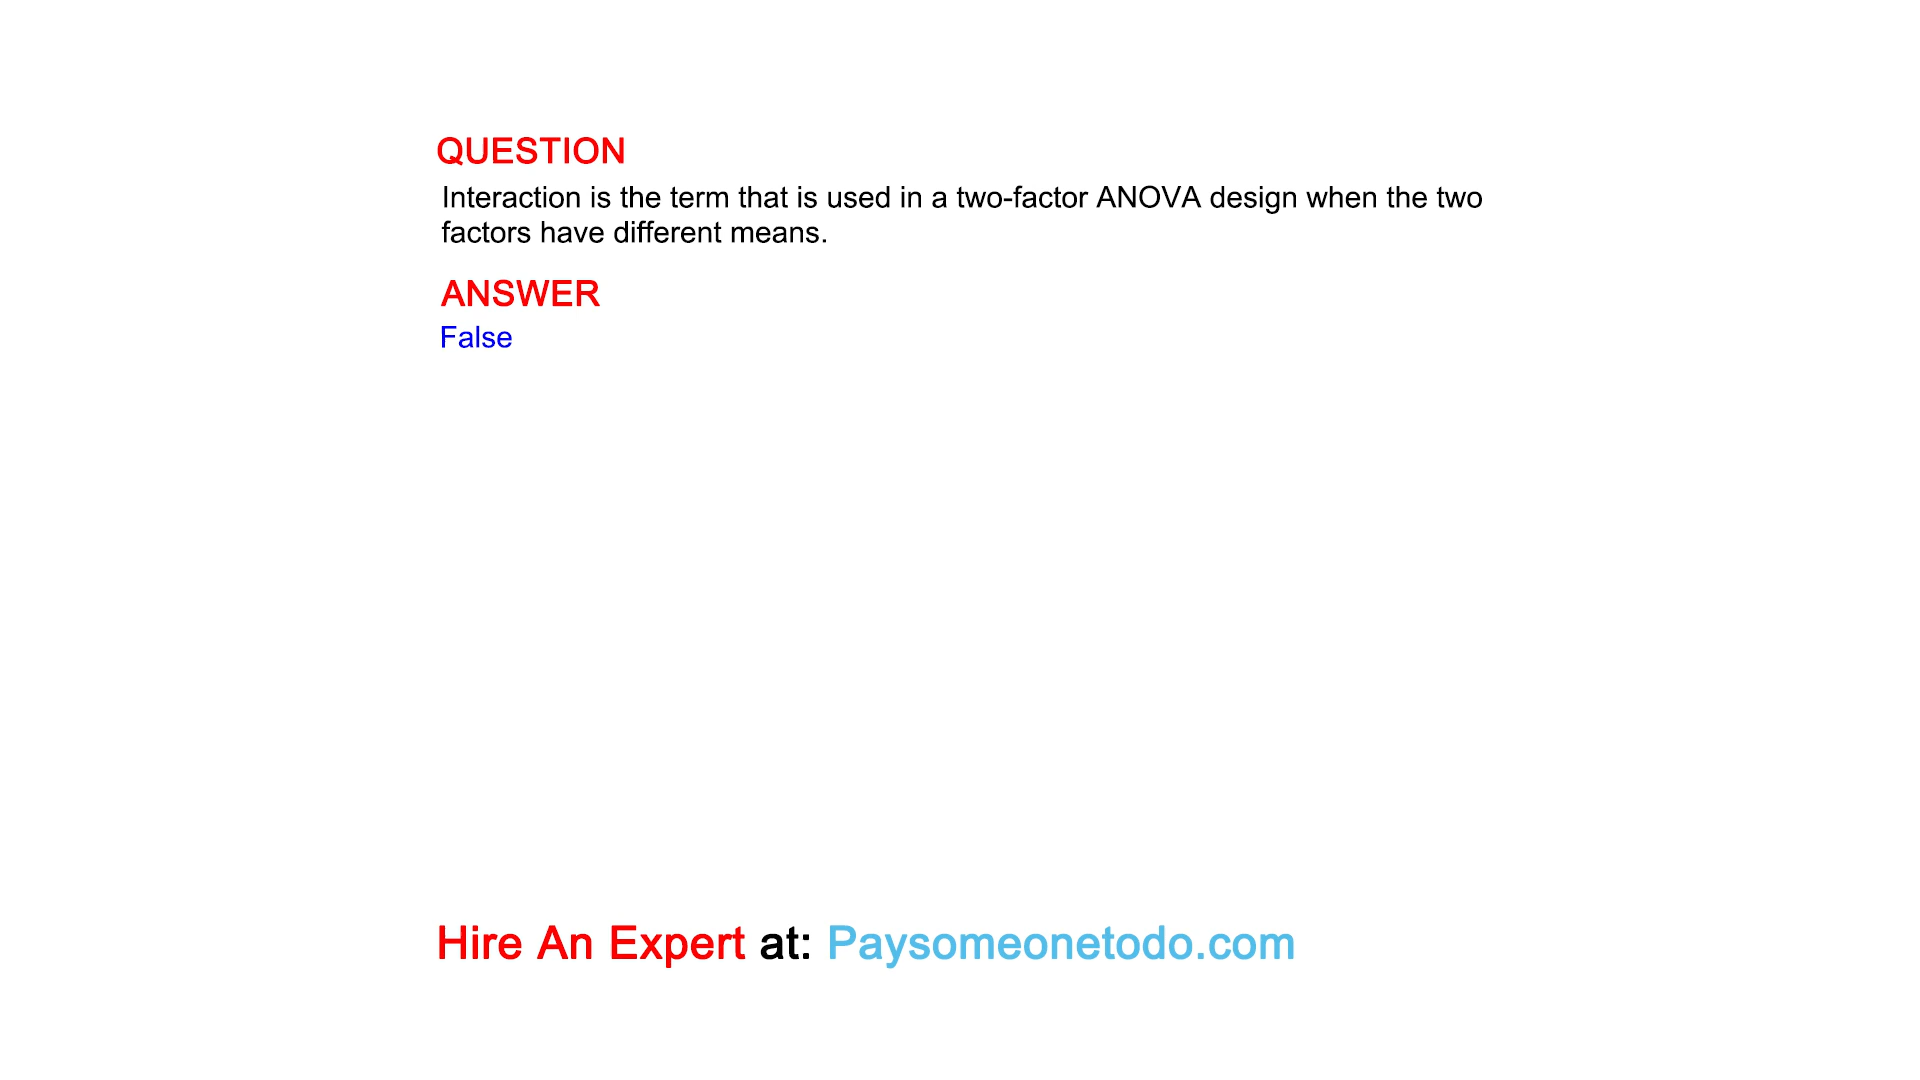 QUESTION
Interaction is the term that is used in a two-factor ANOVA design when the two
factors have different means.
ANSWER
False
Hire An Expert at: Paysomeonetodo.com